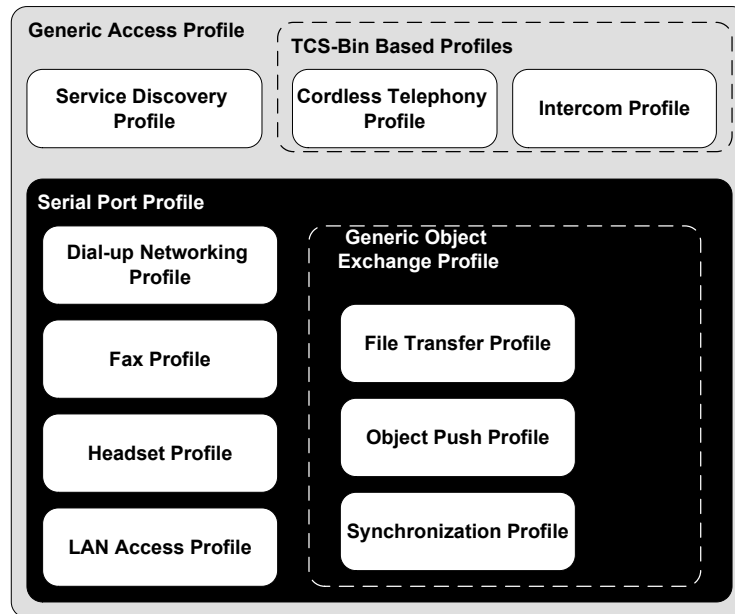 Generic Access Profile
TCS-Bin Based Profiles
Service Discovery
Profile
Cordless Telephony
Profile
Intercom Profile
Serial Port Profile
Dial-up Networking
Profile
Fax Profile
Headset Profile
LAN Access Profile
Generic Object
Exchange Profile
File Transfer Profile
Object Push Profile
Synchronization Profile